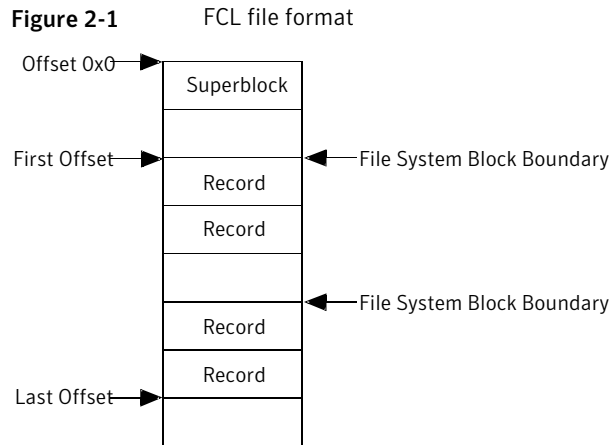 Figure 2-1 FCL file format
Offset 0x0
Superblock
First Offset
File System Block Boundary
Record
Record
File System Block Boundary
Record
Record
Last Offset